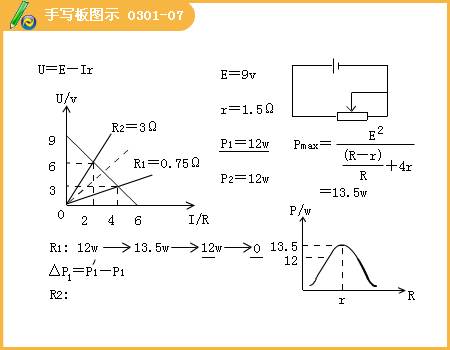 手写板图示 0301-07
U=E-Ir
U/v
9
6
3
0
2
4
6
I/R
R₂=3Ω
R₁=0.75Ω
E=9v
r=1.5Ω
P₁=12w
P₂=12w
Pmax=E²/((R-r)/R+4r)
=13.5w
R₁: 12w→13.5w→12w→0
△P₁=P₁′-P₁
R2:
P/w
13.5
12
r
R